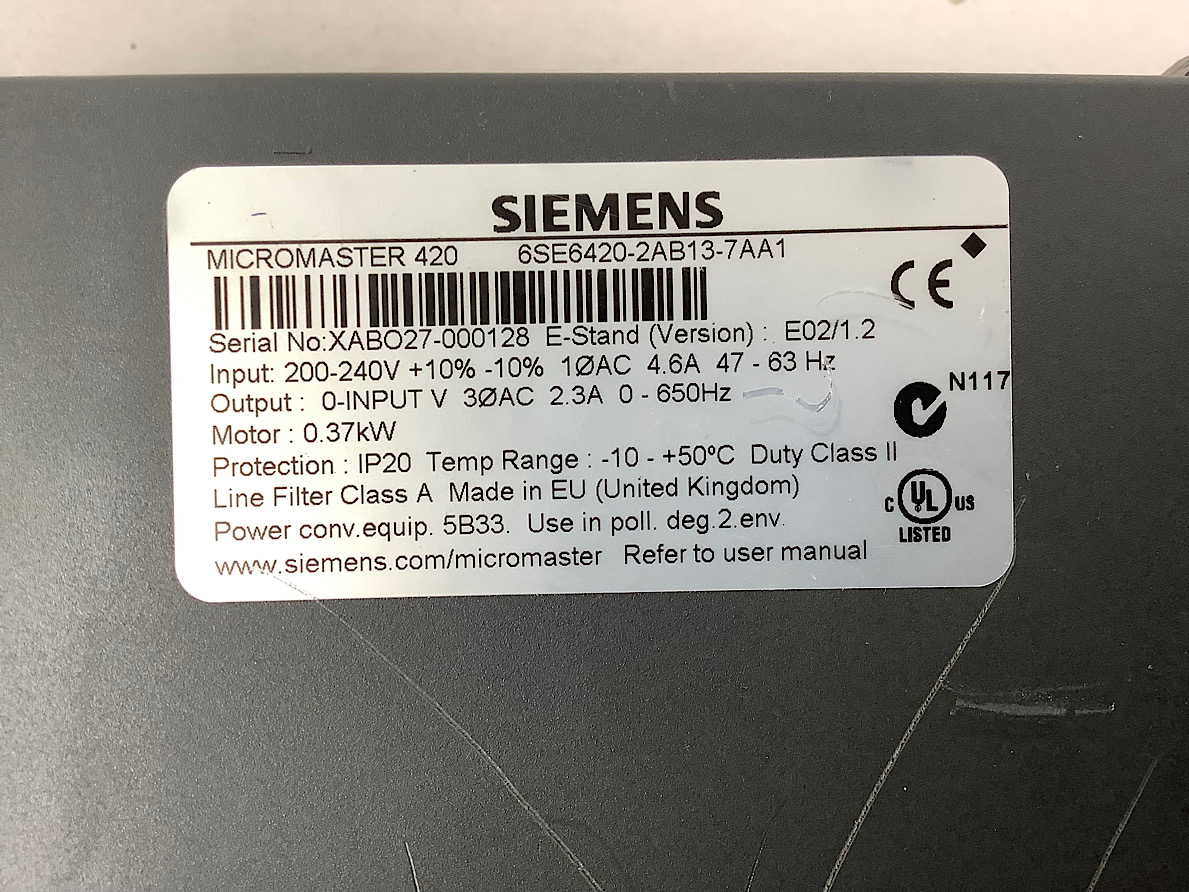 SIEMENS
MICROMASTER 420 6SE6420-2AB13-7AA1
CE
Serial No:XABO27-000128 E-Stand (Version) : E02/1.2
Input: 200-240V +10% -10% 1ØAC 4.6A 47 - 63 Hz
N117
Output : 0-INPUT V 3ØAC 2.3A 0 - 650Hz
Motor : 0.37kW
Protection : IP20 Temp Range : -10 - +50ºC Duty Class II
Line Filter Class A Made in EU (United Kingdom)
C UL US
LISTED
Power conv.equip. 5B33. Use in poll. deg.2.env.
www.siemens.com/micromaster Refer to user manual